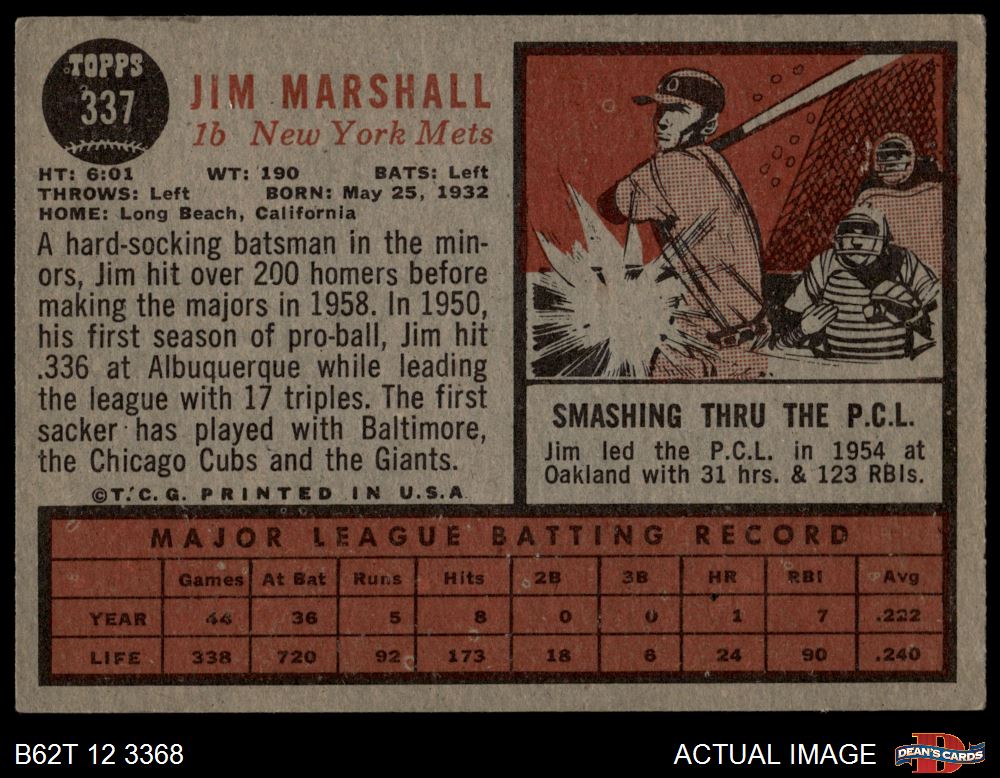 TOPPS
337
JIM MARSHALL
1b New York Mets
HT: 6:01 WT: 190 BATS: Left
THROWS: Left BORN: May 25, 1932
HOME: Long Beach, California
A hard-socking batsman in the min-
ors, Jim hit over 200 homers before
making the majors in 1958. In 1950,
his first season of pro-ball, Jim hit
.336 at Albuquerque while leading
the league with 17 triples. The first
sacker has played with Baltimore,
the Chicago Cubs and the Giants.
©T.C.G. PRINTED IN U.S.A.
O
SMASHING THRU THE P.C.L.
Jim led the P.C.L. in 1954 at
Oakland with 31 hrs. & 123 RBIs.
MAJOR LEAGUE BATTING RECORD
Games At Bat Runs Hits 2B 3B HR RBI Avg
YEAR 44 36 5 8 0 0 1 7 .222
LIFE 338 720 92 173 18 6 24 90 .240
B62T 12 3368 ACTUAL IMAGE
D
DEAN'S CARDS